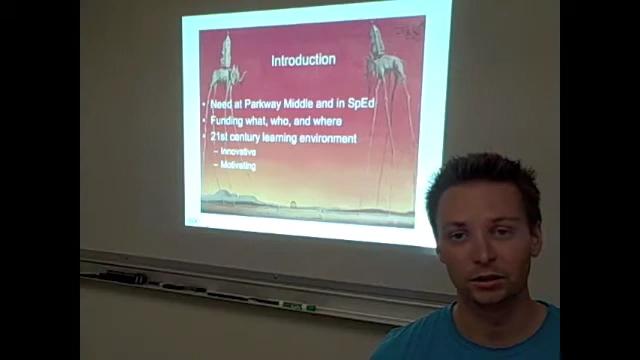 Introduction
• Need at Parkway Middle and in SpEd
• Funding what, who, and where
• 21st century learning environment
– Innovative
– Motivating